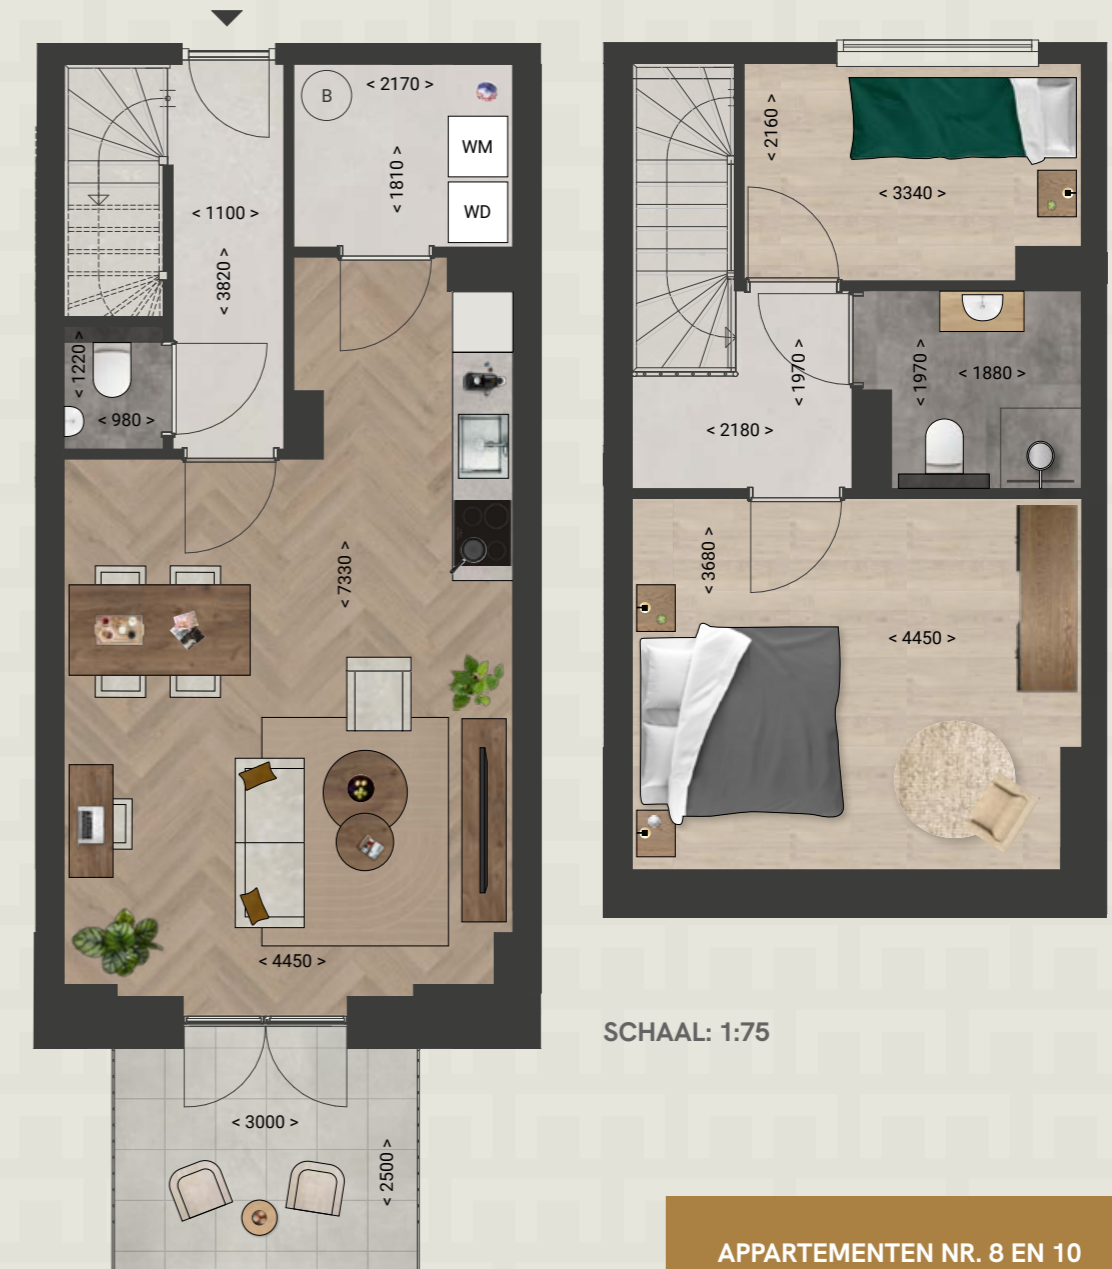 B
< 2170 >
WM
< 1810 >
WD
< 1100 >
< 3820 >
< 1220 >
< 980 >
< 7330 >
< 4450 >
< 3000 >
< 2500 >
< 2160 >
< 3340 >
< 1970 >
< 1970 >
< 1880 >
< 2180 >
< 3680 >
< 4450 >
SCHAAL: 1:75
APPARTEMENTEN NR. 8 EN 10